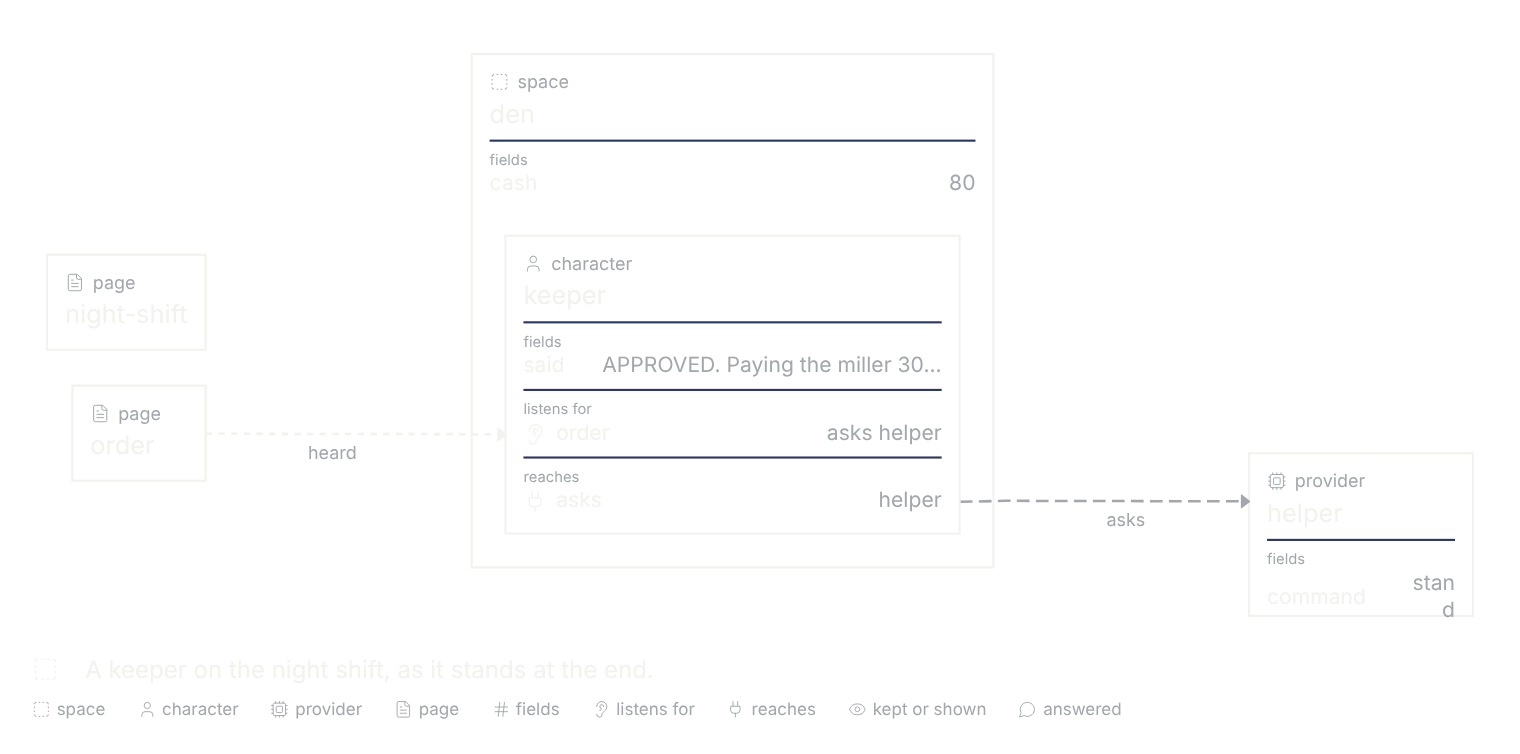 space
den
fields
cash 80
page
night-shift
character
keeper
fields
said APPROVED. Paying the miller 30...
listens for
order asks helper
reaches
asks helper
page
order
heard
asks
provider
helper
fields
command stan
d
A keeper on the night shift, as it stands at the end.
space character provider page fields listens for reaches kept or shown answered